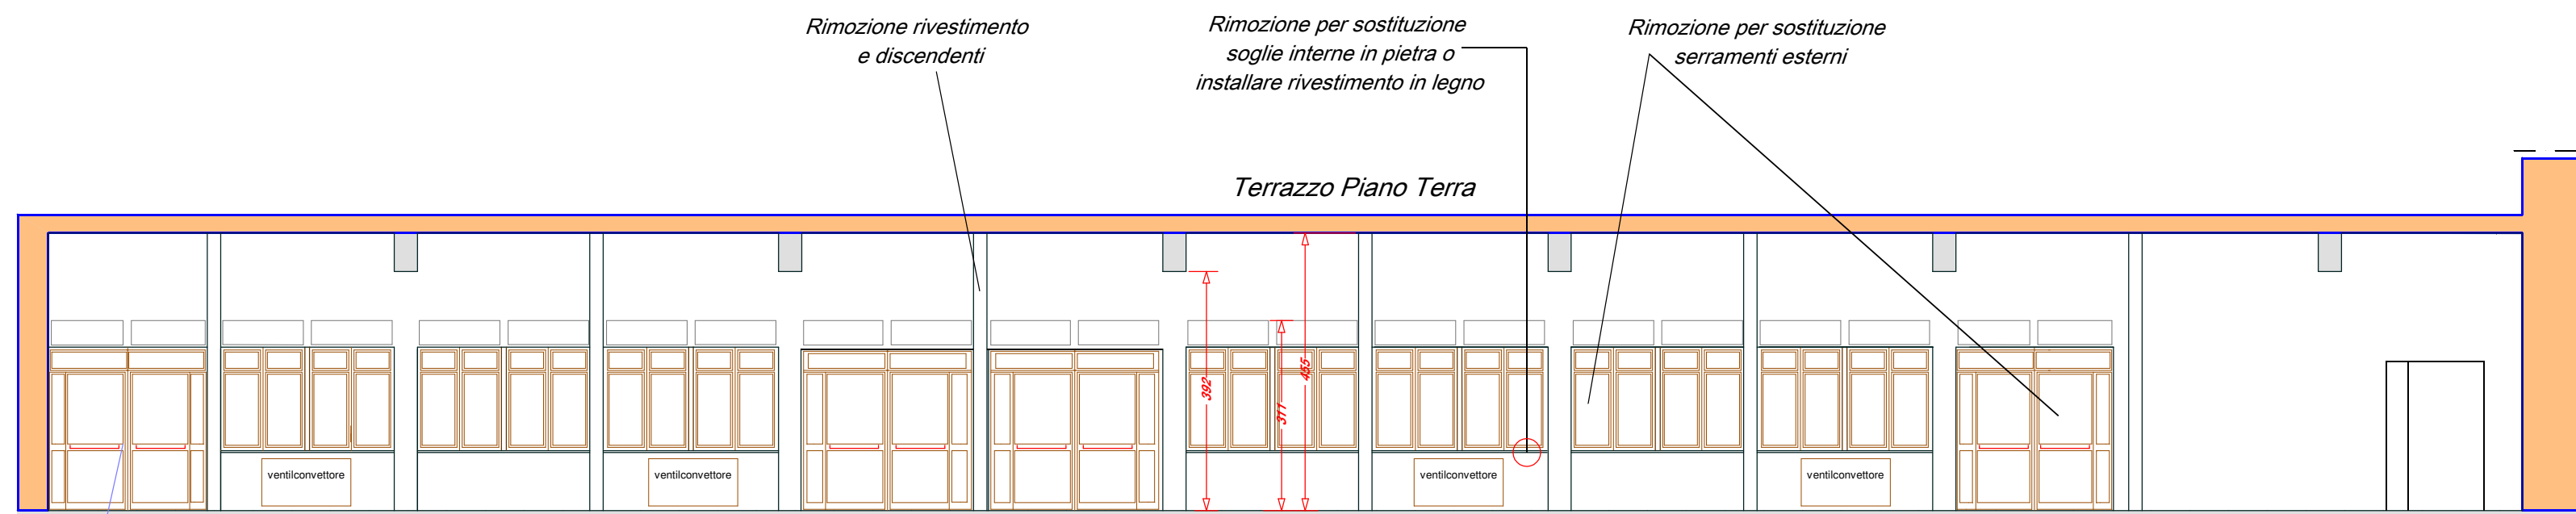 Rimozione rivestimento
e discendenti
Rimozione per sostituzione
soglie interne in pietra o
installare rivestimento in legno
Rimozione per sostituzione
serramenti esterni
Terrazzo Piano Terra
392
311
455
ventilconvettore
ventilconvettore
ventilconvettore
ventilconvettore